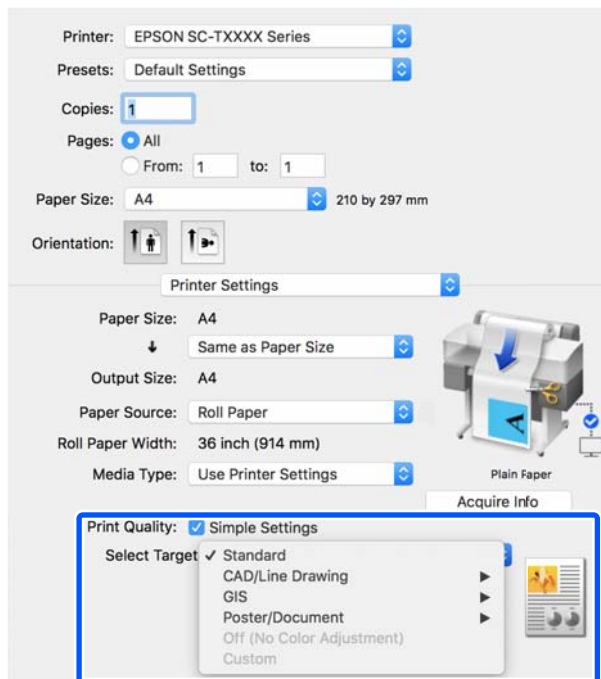 Printer: EPSON SC-TXXXX Series
Presets: Default Settings
Copies: 1
Pages: All
From: 1 to: 1
Paper Size: A4 210 by 297 mm
Orientation:
Printer Settings
Paper Size: A4
Same as Paper Size
Output Size: A4
Paper Source: Roll Paper
Roll Paper Width: 36 inch (914 mm)
Media Type: Use Printer Settings
A
Plain Paper
Acquire Info
Print Quality: Simple Settings
Select Target Standard
CAD/Line Drawing
GIS
Poster/Document
Off (No Color Adjustment)
Custom